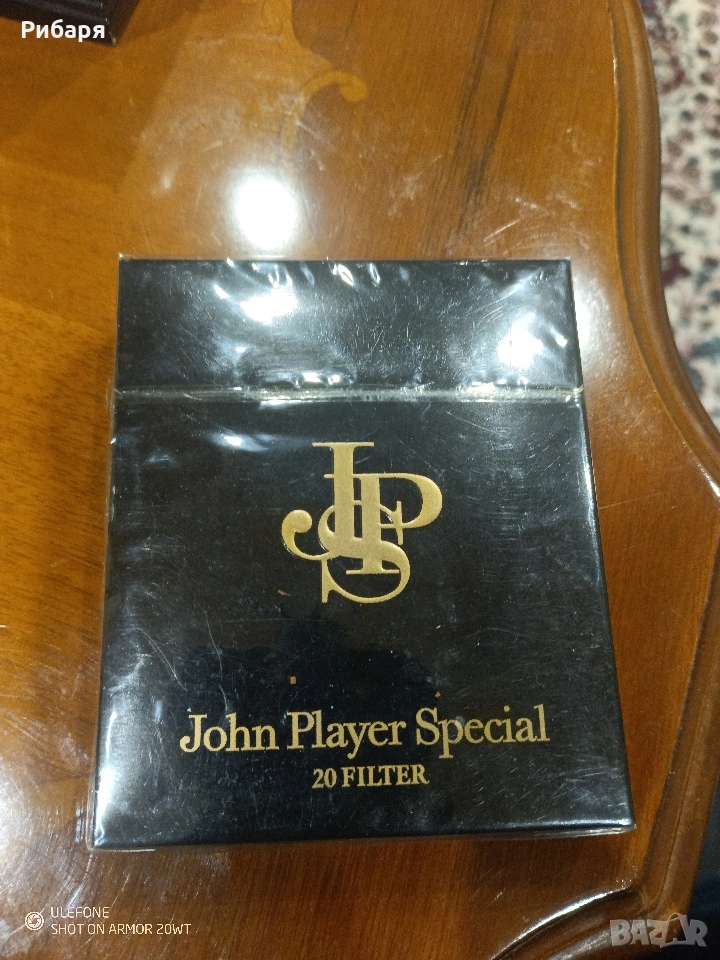 Рибаря
JPS
John Player Special
20 FILTER
ULEFONE
SHOT ON ARMOR 20WT
BAZAR